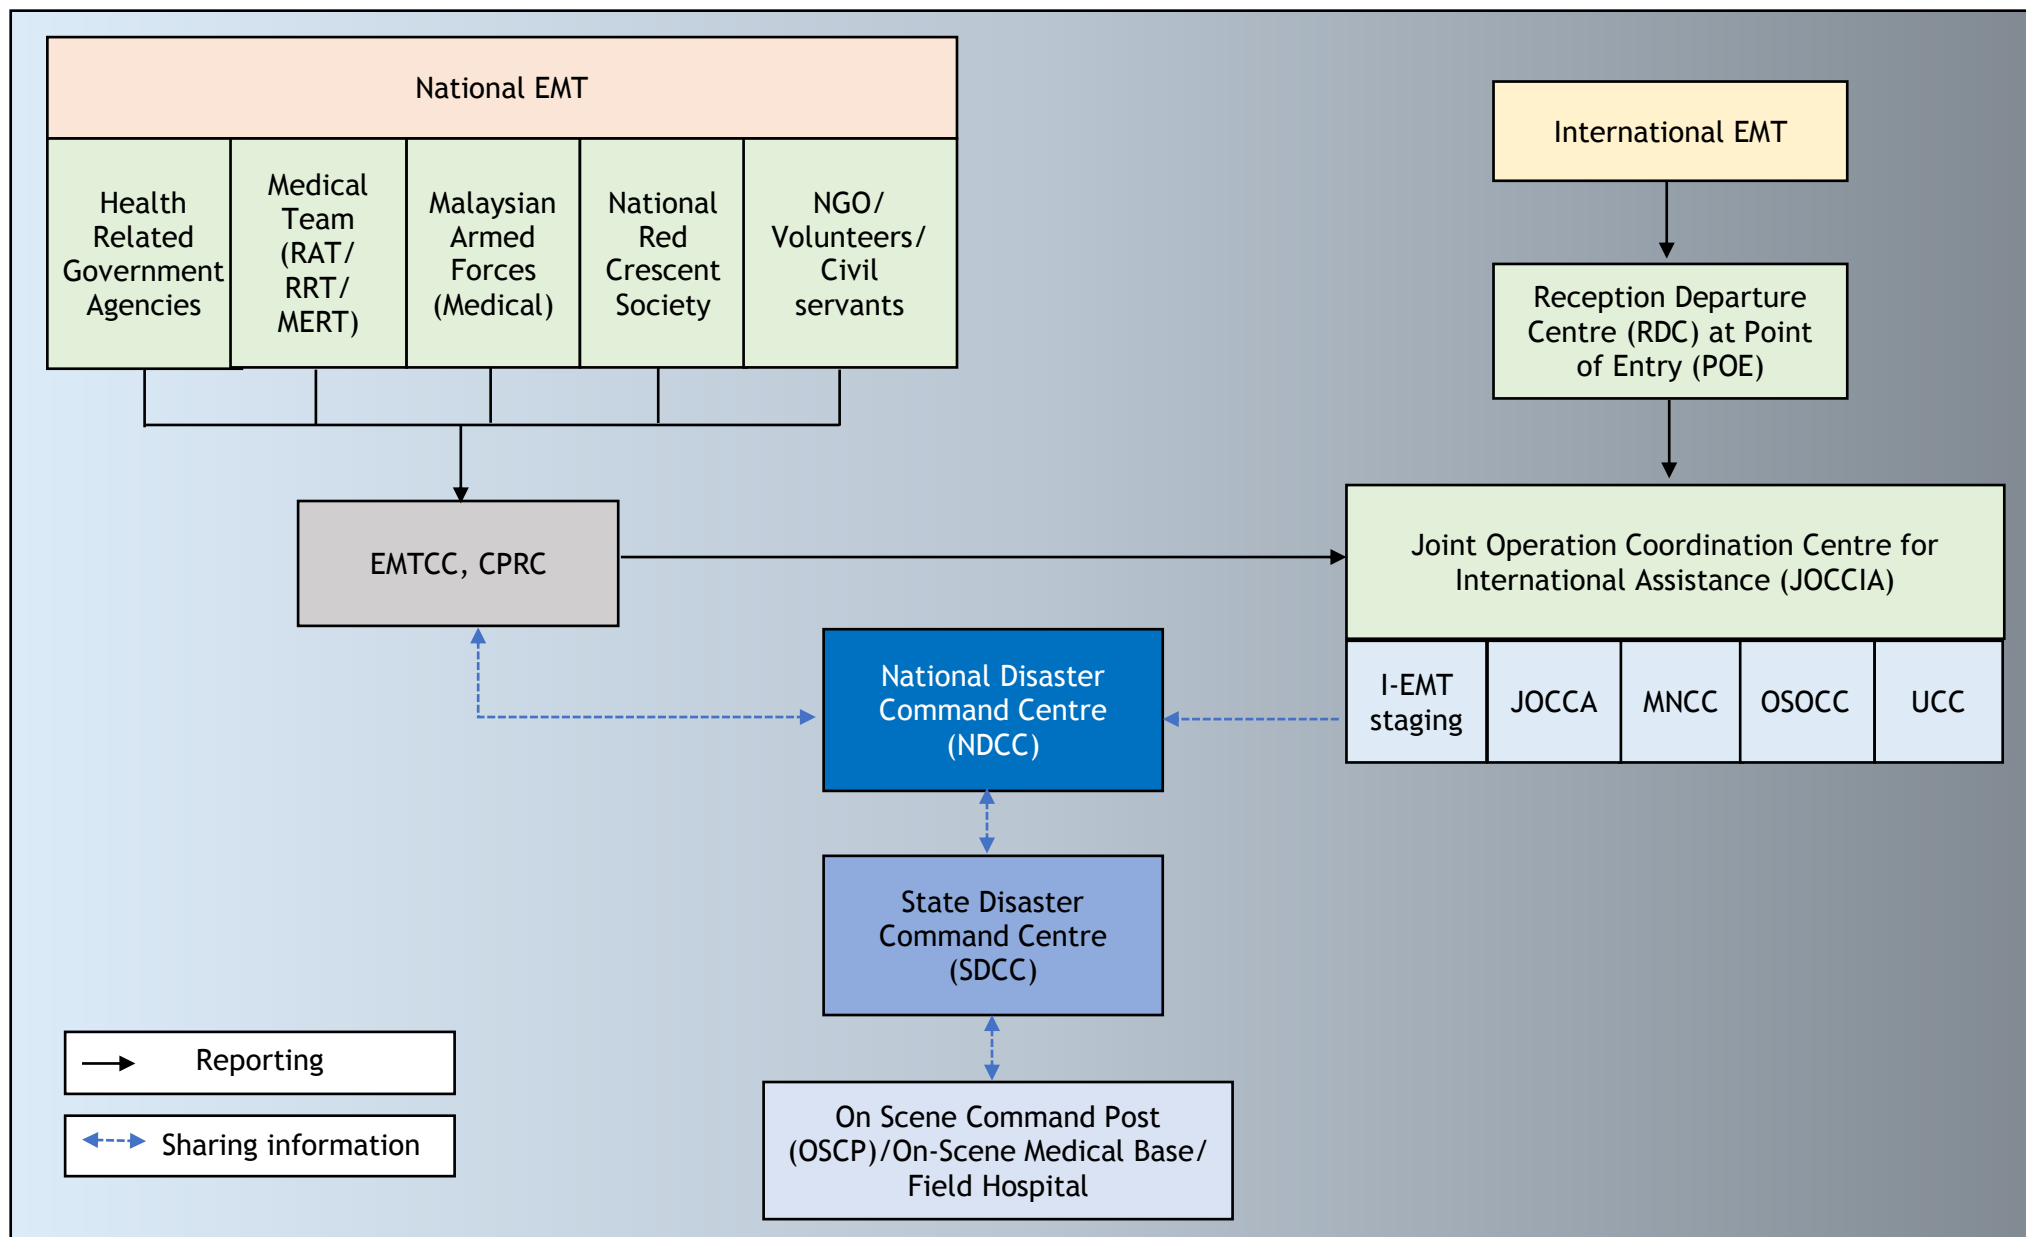 National EMT
Health
Related
Government
Agencies
Medical
Team
(RAT/
RRT/
MERT)
Malaysian
Armed
Forces
(Medical)
National
Red
Crescent
Society
NGO/
Volunteers/
Civil
servants
International EMT
Reception Departure
Centre (RDC) at Point
of Entry (POE)
EMTCC, CPRC
Joint Operation Coordination Centre for
International Assistance (JOCCIA)
I-EMT
staging
JOCCA
MNCC
OSOCC
UCC
National Disaster
Command Centre
(NDCC)
State Disaster
Command Centre
(SDCC)
On Scene Command Post
(OSCP)/On-Scene Medical Base/
Field Hospital
Reporting
Sharing information